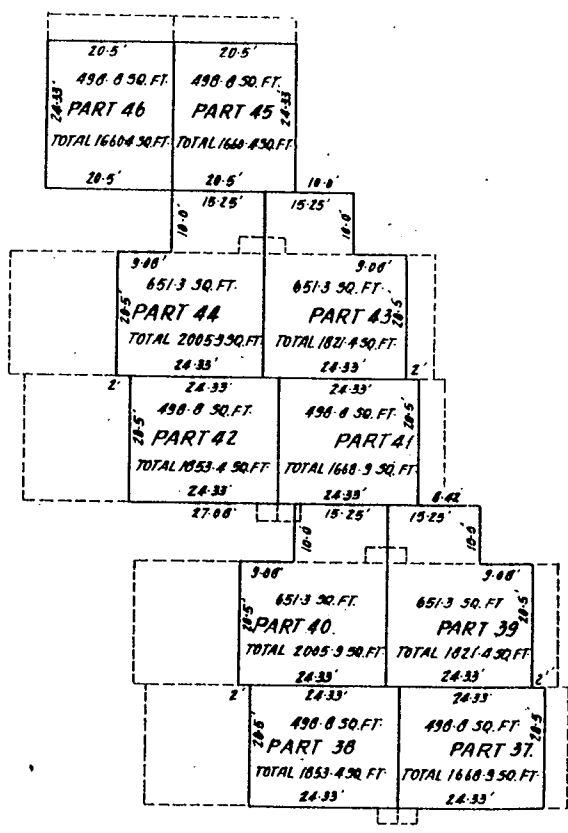 20·5' 20·5'
498·8 SQ.FT. 498·8 SQ.FT.
24·33' PART 46 PART 45 24·33'
TOTAL 1660·4 SQ.FT. TOTAL 1660·4 SQ.FT.
20·5' 20·5' 10·0'
15·25' 15·25'
10·0' 10·0'
9·08' 9·08'
651·3 SQ.FT. 651·3 SQ.FT.
20·5' PART 44 PART 43 20·5'
TOTAL 2005·9 SQ.FT. TOTAL 1821·4 SQ.FT.
24·33' 24·33'
2' 24·33' 24·33' 2'
498·8 SQ.FT. 498·8 SQ.FT.
20·5' PART 42 PART 41 20·5'
TOTAL 1853·4 SQ.FT. TOTAL 1668·9 SQ.FT.
24·33' 24·33' 8·42
27·08' 15·25' 15·25'
10·0' 10·0'
9·08' 9·08'
651·3 SQ.FT. 651·3 SQ.FT
20·5' PART 40. PART 39 20·5'
TOTAL 2005·9 SQ.FT TOTAL 1821·4 SQ.FT.
24·33' 24·33'
2' 24·33' 24·33' 2'
498·8 SQ.FT 498·8 SQ.FT
20·5' PART 38 PART 37. 20·5
TOTAL 1853·4 SQ.FT TOTAL 1668·9 SQ.FT.
24·33' 24·33'